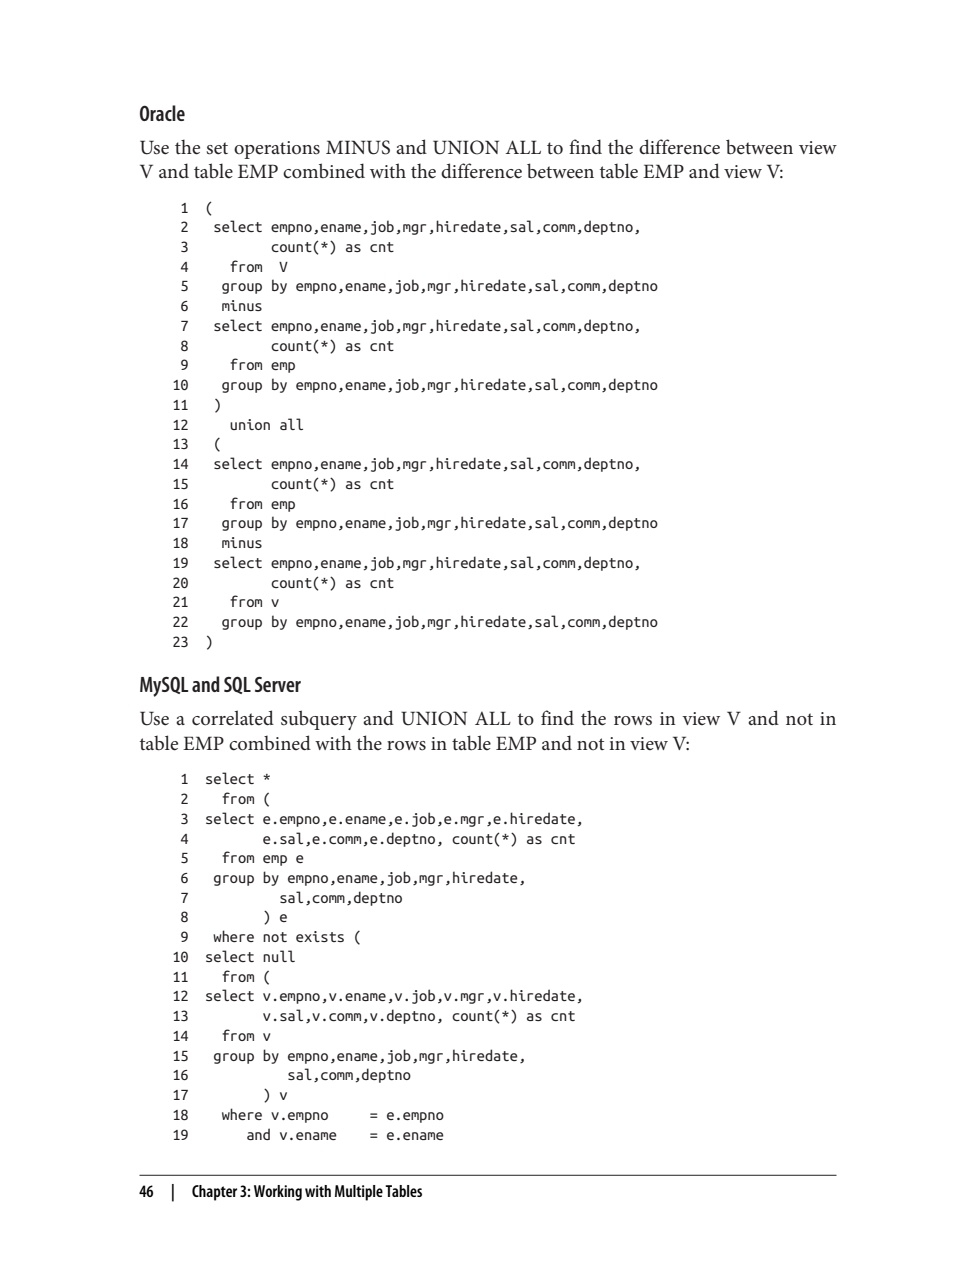 Oracle
Use the set operations MINUS and UNION ALL to find the difference between view
V and table EMP combined with the difference between table EMP and view V:
1  (
2   select empno,ename,job,mgr,hiredate,sal,comm,deptno,
3          count(*) as cnt
4     from  V
5    group by empno,ename,job,mgr,hiredate,sal,comm,deptno
6    minus
7   select empno,ename,job,mgr,hiredate,sal,comm,deptno,
8          count(*) as cnt
9     from emp
10    group by empno,ename,job,mgr,hiredate,sal,comm,deptno
11   )
12     union all
13   (
14   select empno,ename,job,mgr,hiredate,sal,comm,deptno,
15          count(*) as cnt
16     from emp
17    group by empno,ename,job,mgr,hiredate,sal,comm,deptno
18    minus
19   select empno,ename,job,mgr,hiredate,sal,comm,deptno,
20          count(*) as cnt
21     from v
22    group by empno,ename,job,mgr,hiredate,sal,comm,deptno
23  )
MySQL and SQL Server
Use a correlated subquery and UNION ALL to find the rows in view V and not in
table EMP combined with the rows in table EMP and not in view V:
1  select *
2    from (
3  select e.empno,e.ename,e.job,e.mgr,e.hiredate,
4         e.sal,e.comm,e.deptno, count(*) as cnt
5    from emp e
6   group by empno,ename,job,mgr,hiredate,
7           sal,comm,deptno
8         ) e
9   where not exists (
10  select null
11    from (
12  select v.empno,v.ename,v.job,v.mgr,v.hiredate,
13         v.sal,v.comm,v.deptno, count(*) as cnt
14    from v
15   group by empno,ename,job,mgr,hiredate,
16            sal,comm,deptno
17         ) v
18    where v.empno     = e.empno
19       and v.ename    = e.ename
46 | Chapter 3: Working with Multiple Tables